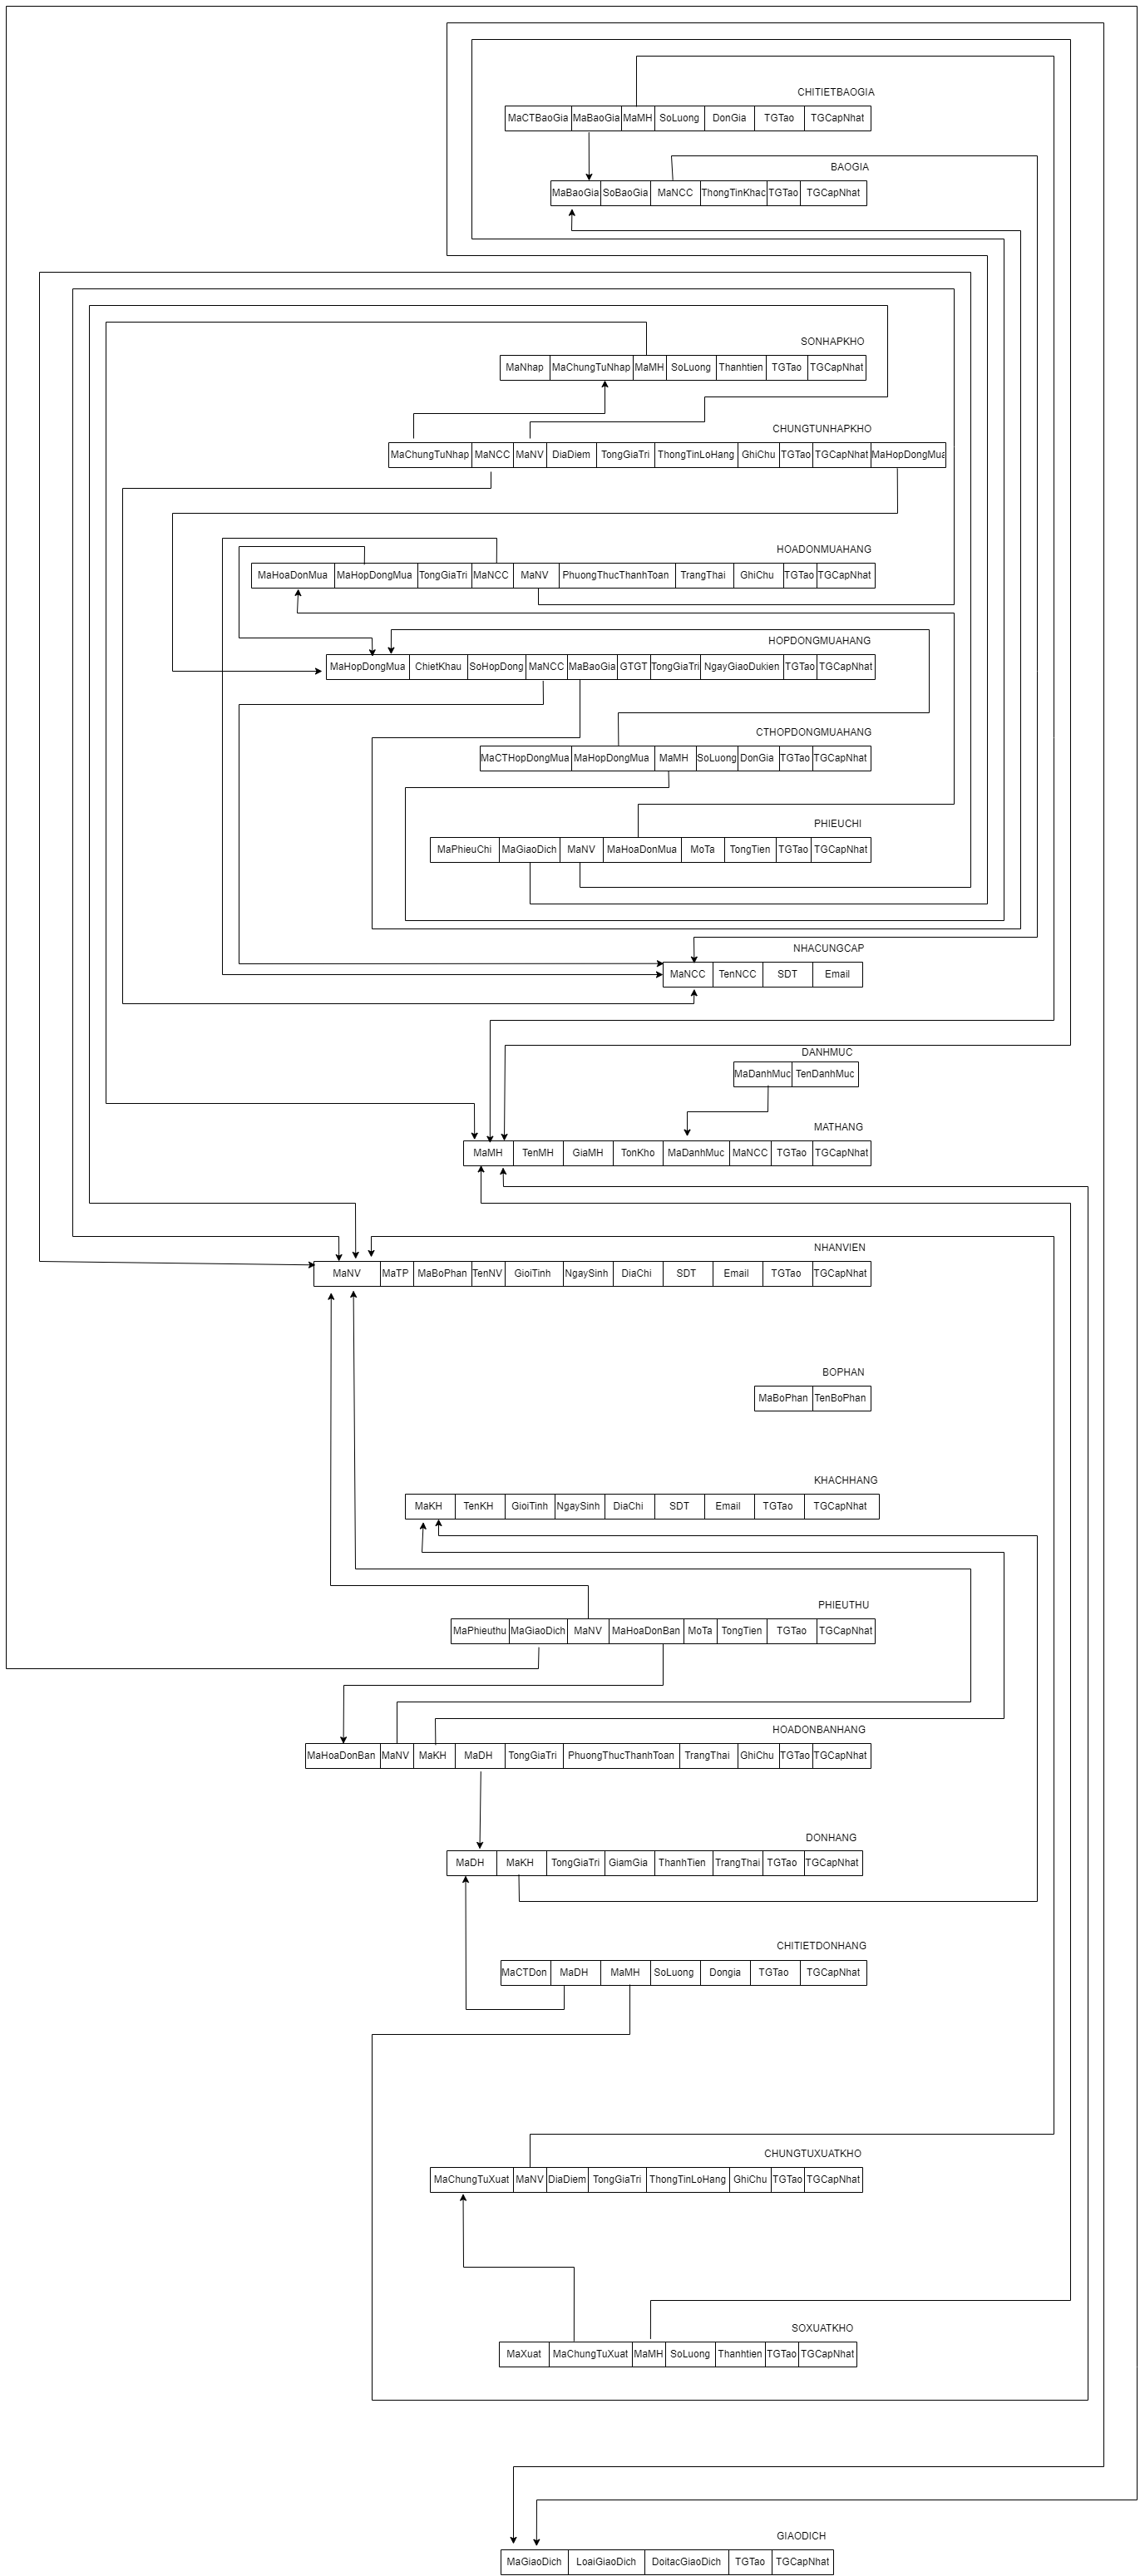 CHITIETBAOGIA
MaCTBaoGia MaBaoGia MaMH SoLuong DonGia TGTao TGCapNhat
BAOGIA
MaBaoGia SoBaoGia MaNCC ThongTinKhac TGTao TGCapNhat
SONHAPKHO
MaNhap MaChungTuNhap MaMH SoLuong Thanhtien TGTao TGCapNhat
CHUNGTUNHAPKHO
MaChungTuNhap MaNCC MaNV DiaDiem TongGiaTri ThongTinLoHang GhiChu TGTao TGCapNhat MaHopDongMua
HOADONMUAHANG
MaHoaDonMua MaHopDongMua TongGiaTri MaNCC MaNV PhuongThucThanhToan TrangThai GhiChu TGTao TGCapNhat
HOPDONGMUAHANG
MaHopDongMua ChietKhau SoHopDong MaNCC MaBaoGia GTGT TongGiaTri NgayGiaoDukien TGTao TGCapNhat
CTHOPDONGMUAHANG
MaCTHopDongMua MaHopDongMua MaMH SoLuong DonGia TGTao TGCapNhat
PHIEUCHI
MaPhieuChi MaGiaoDich MaNV MaHoaDonMua MoTa TongTien TGTao TGCapNhat
NHACUNGCAP
MaNCC TenNCC SDT Email
DANHMUC
MaDanhMuc TenDanhMuc
MATHANG
MaMH TenMH GiaMH TonKho MaDanhMuc MaNCC TGTao TGCapNhat
NHANVIEN
MaNV MaTP MaBoPhan TenNV GioiTinh NgaySinh DiaChi SDT Email TGTao TGCapNhat
BOPHAN
MaBoPhan TenBoPhan
KHACHHANG
MaKH TenKH GioiTinh NgaySinh DiaChi SDT Email TGTao TGCapNhat
PHIEUTHU
MaPhieuthu MaGiaoDich MaNV MaHoaDonBan MoTa TongTien TGTao TGCapNhat
HOADONBANHANG
MaHoaDonBan MaNV MaKH MaDH TongGiaTri PhuongThucThanhToan TrangThai GhiChu TGTao TGCapNhat
DONHANG
MaDH MaKH TongGiaTri GiamGia ThanhTien TrangThai TGTao TGCapNhat
CHITIETDONHANG
MaCTDon MaDH MaMH SoLuong Dongia TGTao TGCapNhat
CHUNGTUXUATKHO
MaChungTuXuat MaNV DiaDiem TongGiaTri ThongTinLoHang GhiChu TGTao TGCapNhat
SOXUATKHO
MaXuat MaChungTuXuat MaMH SoLuong Thanhtien TGTao TGCapNhat
GIAODICH
MaGiaoDich LoaiGiaoDich DoitacGiaoDich TGTao TGCapNhat